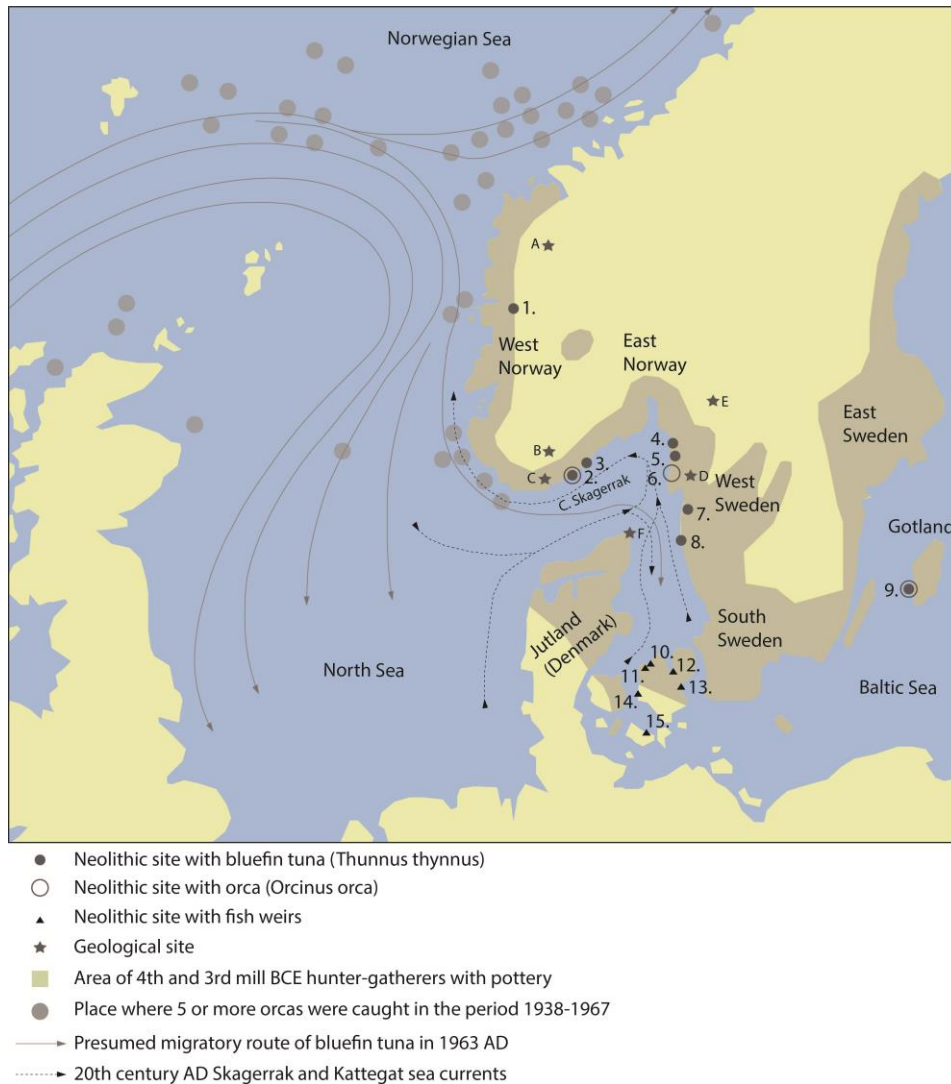 Norwegian Sea
A
1.
West
Norway
East
Norway
E
East
Sweden
B
C
3.
2.
4.
5.
6.
D
C. Skagerrak
West
Sweden
7.
8.
F
Gotland
9.
South
Sweden
Jutland
(Denmark)
North Sea
10.
11.
12.
13.
14.
15.
Baltic Sea
Neolithic site with bluefin tuna (Thunnus thynnus)
Neolithic site with orca (Orcinus orca)
Neolithic site with fish weirs
Geological site
Area of 4th and 3rd mill BCE hunter-gatherers with pottery
Place where 5 or more orcas were caught in the period 1938-1967
Presumed migratory route of bluefin tuna in 1963 AD
20th century AD Skagerrak and Kattegat sea currents